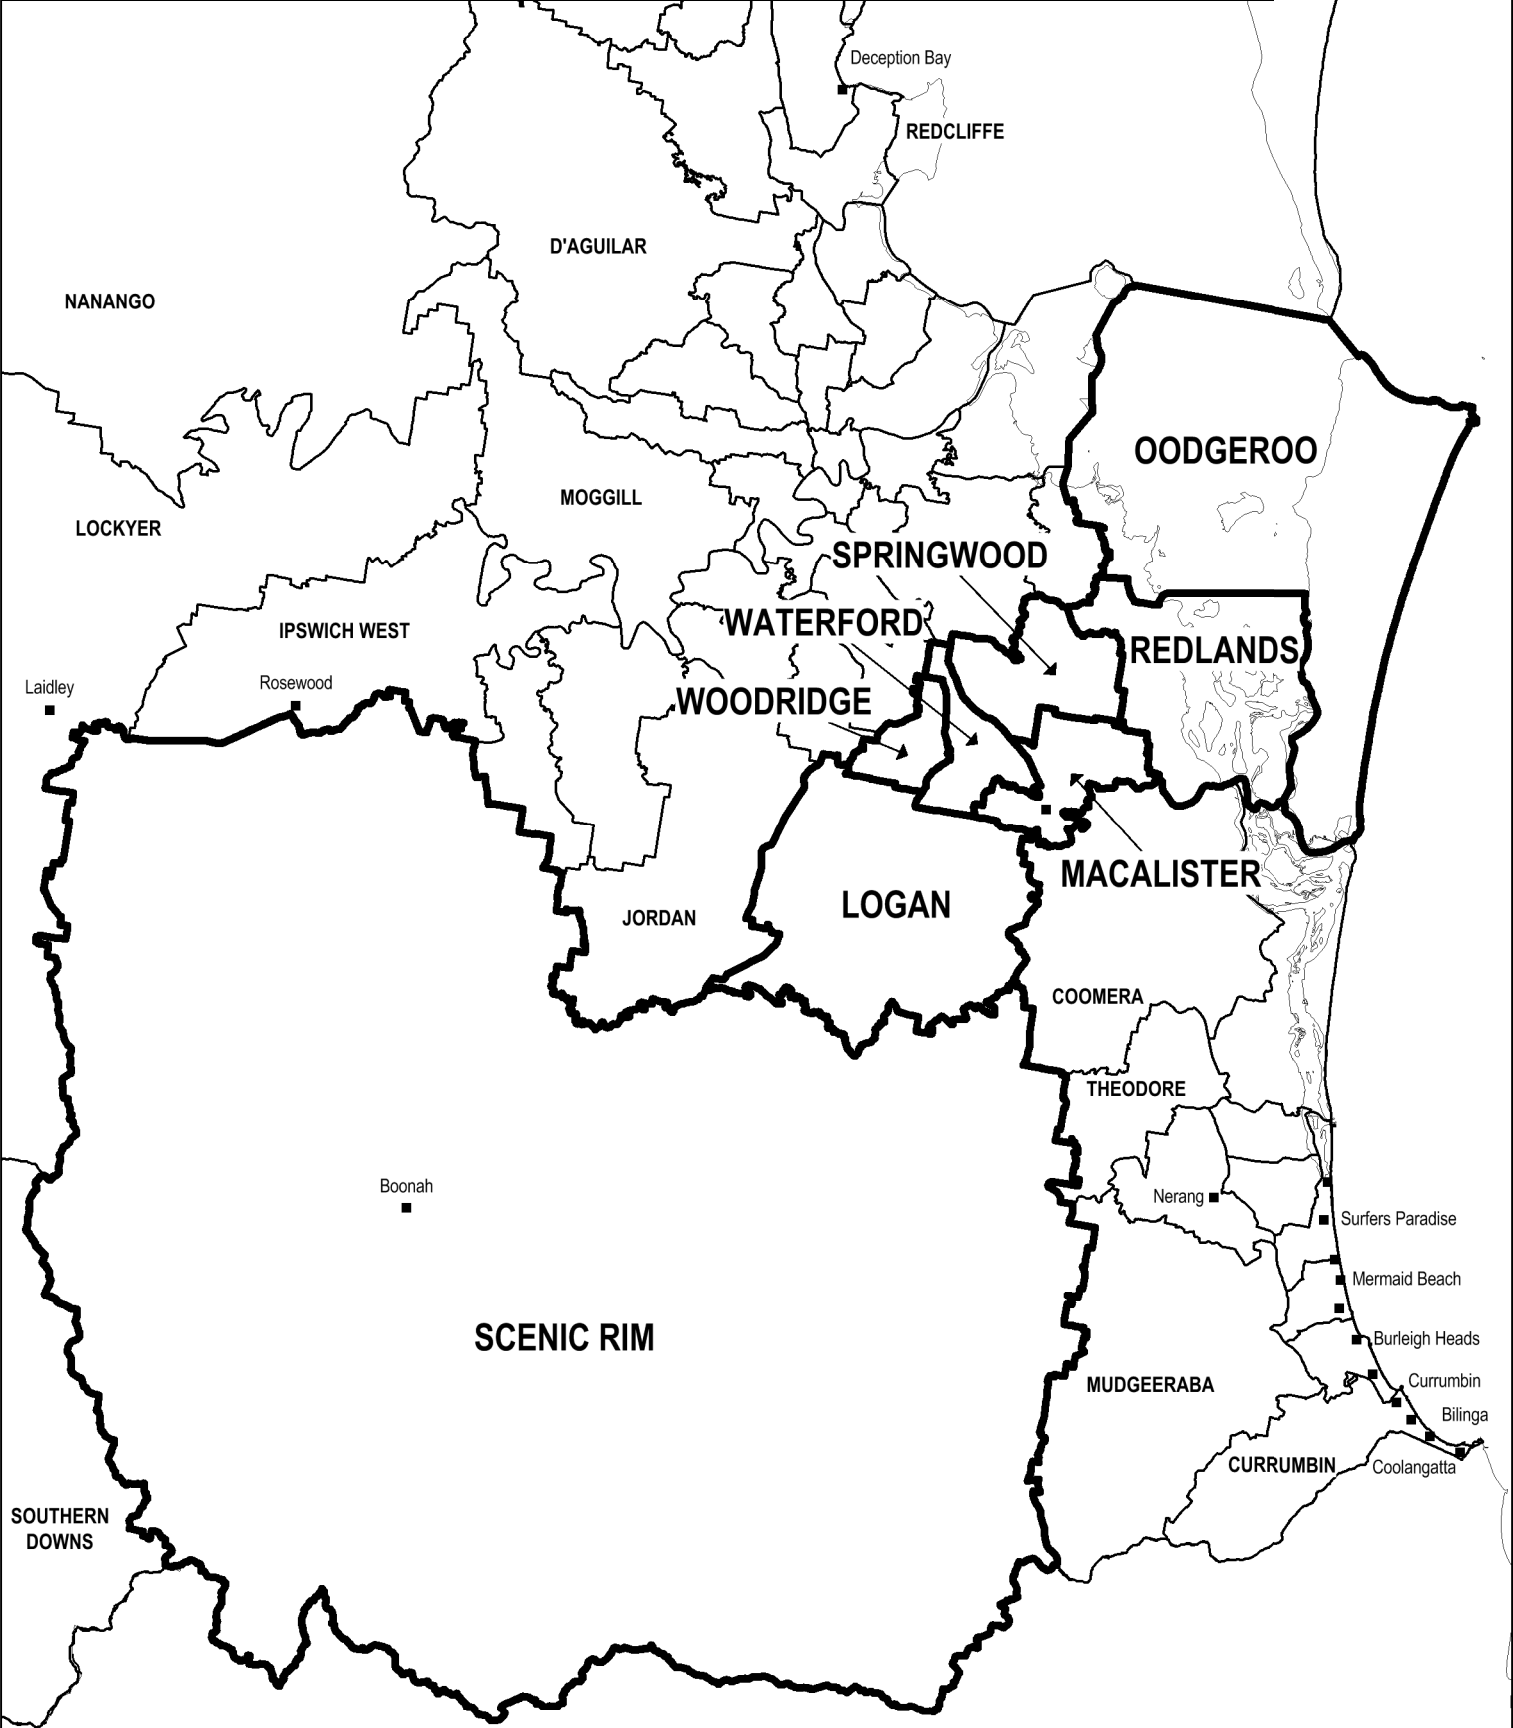 Deception Bay
REDCLIFFE
D'AGUILAR
NANANGO
OODGEROO
MOGGILL
LOCKYER
SPRINGWOOD
WATERFORD
IPSWICH WEST
REDLANDS
Rosewood
Laidley
WOODRIDGE
MACALISTER
LOGAN
JORDAN
COOMERA
THEODORE
Boonah
Nerang
Surfers Paradise
Mermaid Beach
SCENIC RIM
Burleigh Heads
MUDGEERABA
Currumbin
Bilinga
CURRUMBIN
Coolangatta
SOUTHERN
DOWNS